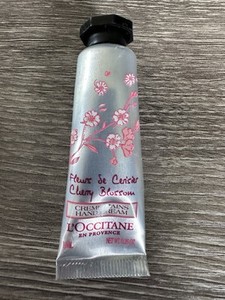 Fleurs de Cerisier
Cherry Blossom
CRÈME MAINS
HAND CREAM
L'OCCITANE
EN PROVENCE